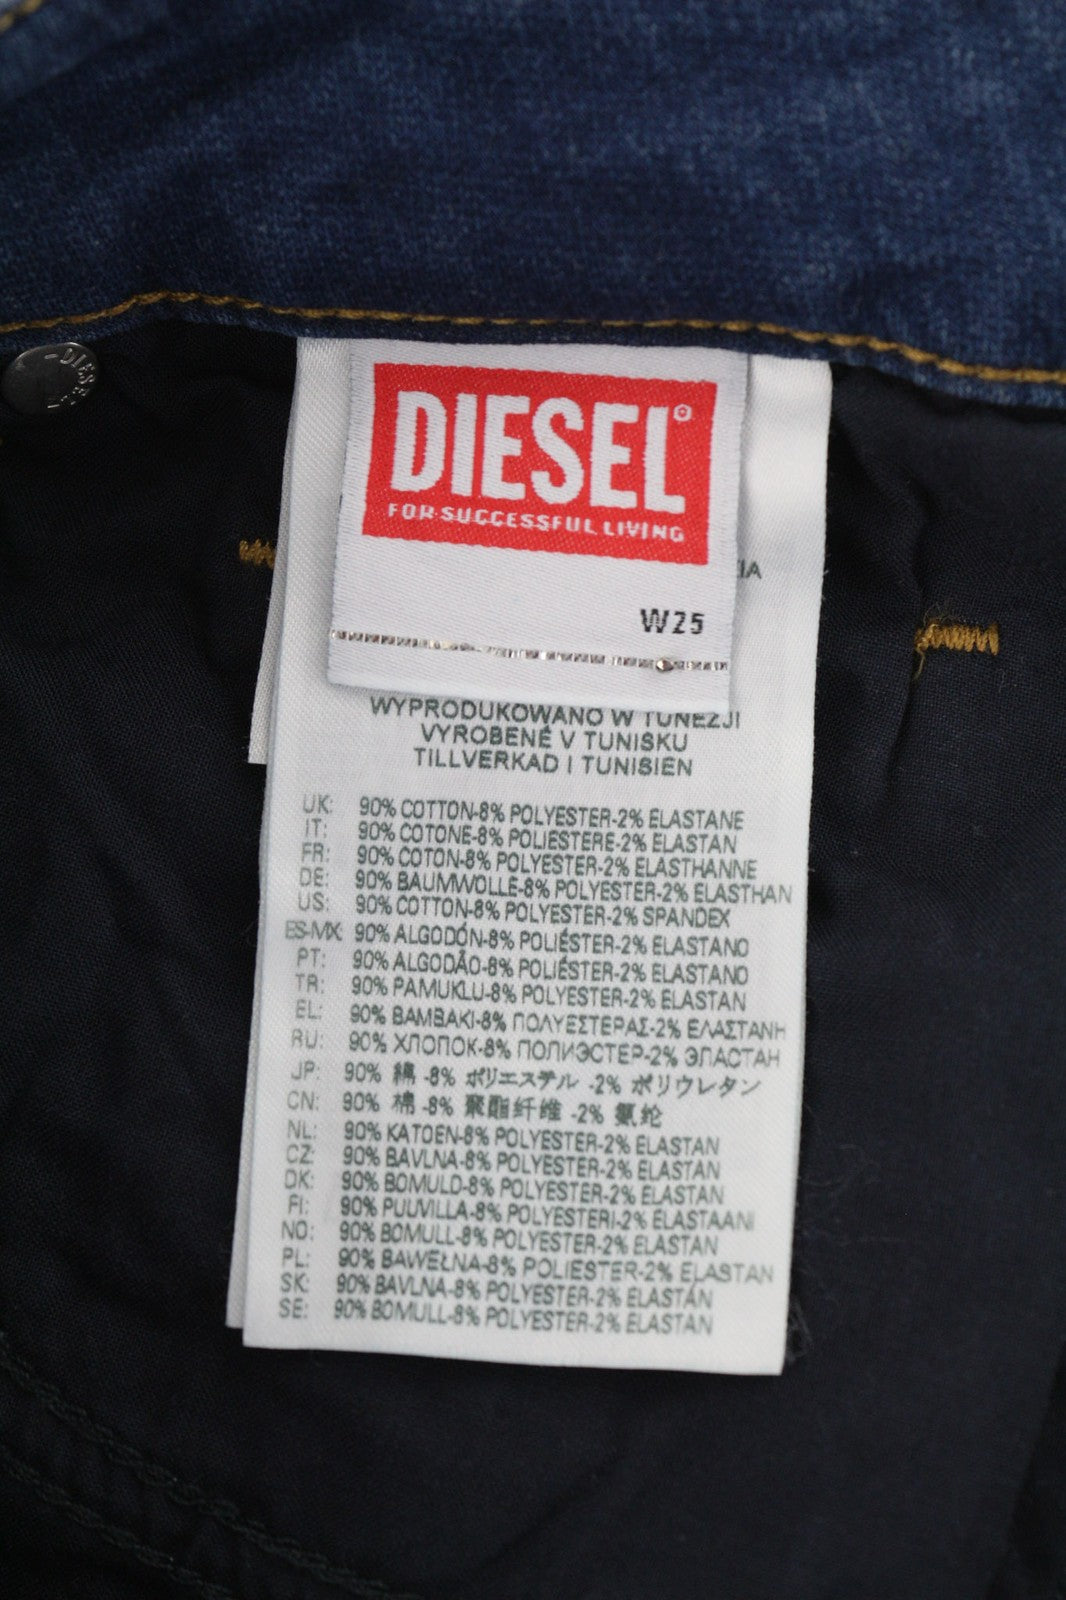 -DIESEL
DIESEL
FOR SUCCESSFUL LIVING
W25
IA
WYPRODUKOWANO W TUNEZJI
VYROBENĚ V TUNISKU
TILLVERKAD I TUNISIEN
UK: 90% COTTON-8% POLYESTER-2% ELASTANE
IT: 90% COTONE-8% POLIESTERE-2% ELASTAN
FR: 90% COTON-8% POLYESTER-2% ELASTHANNE
DE: 90% BAUMWOLLE-8% POLYESTER-2% ELASTHAN
US: 90% COTTON-8% POLYESTER-2% SPANDEX
ES-MX: 90% ALGODÓN-8% POLIÉSTER-2% ELASTANO
PT: 90% ALGODÃO-8% POLIÉSTER-2% ELASTANO
TR: 90% PAMUKLU-8% POLYESTER-2% ELASTAN
EL: 90% ΒΑΜΒΑΚΙ-8% ΠΟΛΥΕΣΤΕΡΑΣ-2% ΕΛΑΣΤΑΝΗ
RU: 90% ХЛОПОК-8% ПОЛИЭСТЕР-2% ЭЛАСТАН
JP: 90% 綿 -8% ポリエステル -2% ポリウレタン
CN: 90% 棉 -8% 聚酯纤维 -2% 氨纶
NL: 90% KATOEN-8% POLYESTER-2% ELASTAN
CZ: 90% BAVLNA-8% POLYESTER-2% ELASTAN
DK: 90% BOMULD-8% POLYESTER-2% ELASTAN
FI: 90% PUUVILLA-8% POLYESTERI-2% ELASTAANI
NO: 90% BOMULL-8% POLYESTER-2% ELASTAN
PL: 90% BAWEŁNA-8% POLIESTER-2% ELASTAN
SK: 90% BAVLNA-8% POLYESTER-2% ELASTÁN
SE: 90% BOMULL-8% POLYESTER-2% ELASTAN